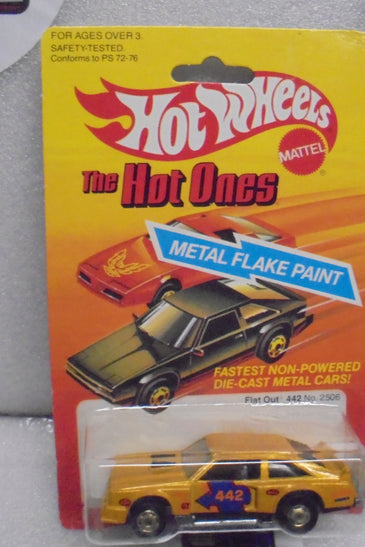 FOR AGES OVER 3
SAFETY-TESTED.
Conforms to PS 72-76
Hot Wheels
MATTEL
®
The Hot Ones
METAL FLAKE PAINT
FASTEST NON-POWERED
DIE-CAST METAL CARS!
Flat Out 442 No. 2506
442